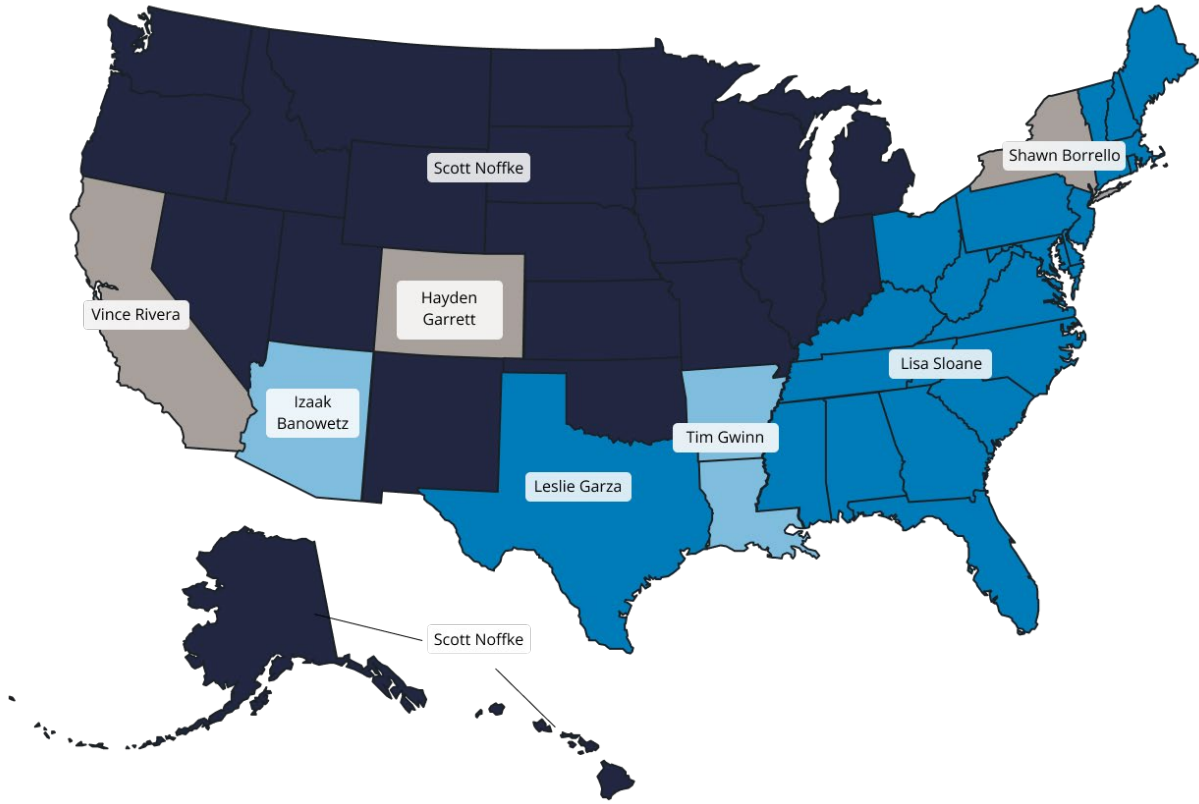 Scott Noffke
Shawn Borrello
Vince Rivera
Hayden
Garrett
Lisa Sloane
Izaak
Banowetz
Tim Gwinn
Leslie Garza
Scott Noffke